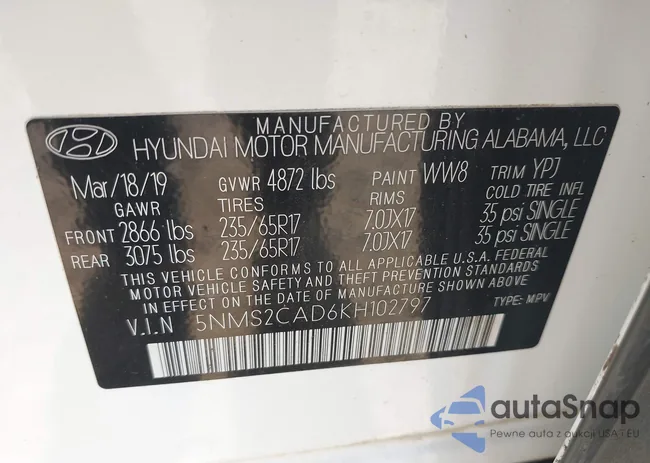 MANUFACTURED BY
HYUNDAI MOTOR MANUFACTURING ALABAMA, LLC
Mar/18/19 GVWR 4872 lbs PAINT WW8 TRIM YPJ
GAWR TIRES RIMS COLD TIRE INFL
FRONT 2866 lbs 235/65R17 7.0JX17 35 psi SINGLE
REAR 3075 lbs 235/65R17 7.0JX17 35 psi SINGLE
THIS VEHICLE CONFORMS TO ALL APPLICABLE U.S.A. FEDERAL
MOTOR VEHICLE SAFETY AND THEFT PREVENTION STANDARDS
IN EFFECT ON THE DATE OF MANUFACTURE SHOWN ABOVE
V.I.N 5NMS2CAD6KH102797 TYPE: MPV
autaSnap
Pewne auta z aukcji USA i EU